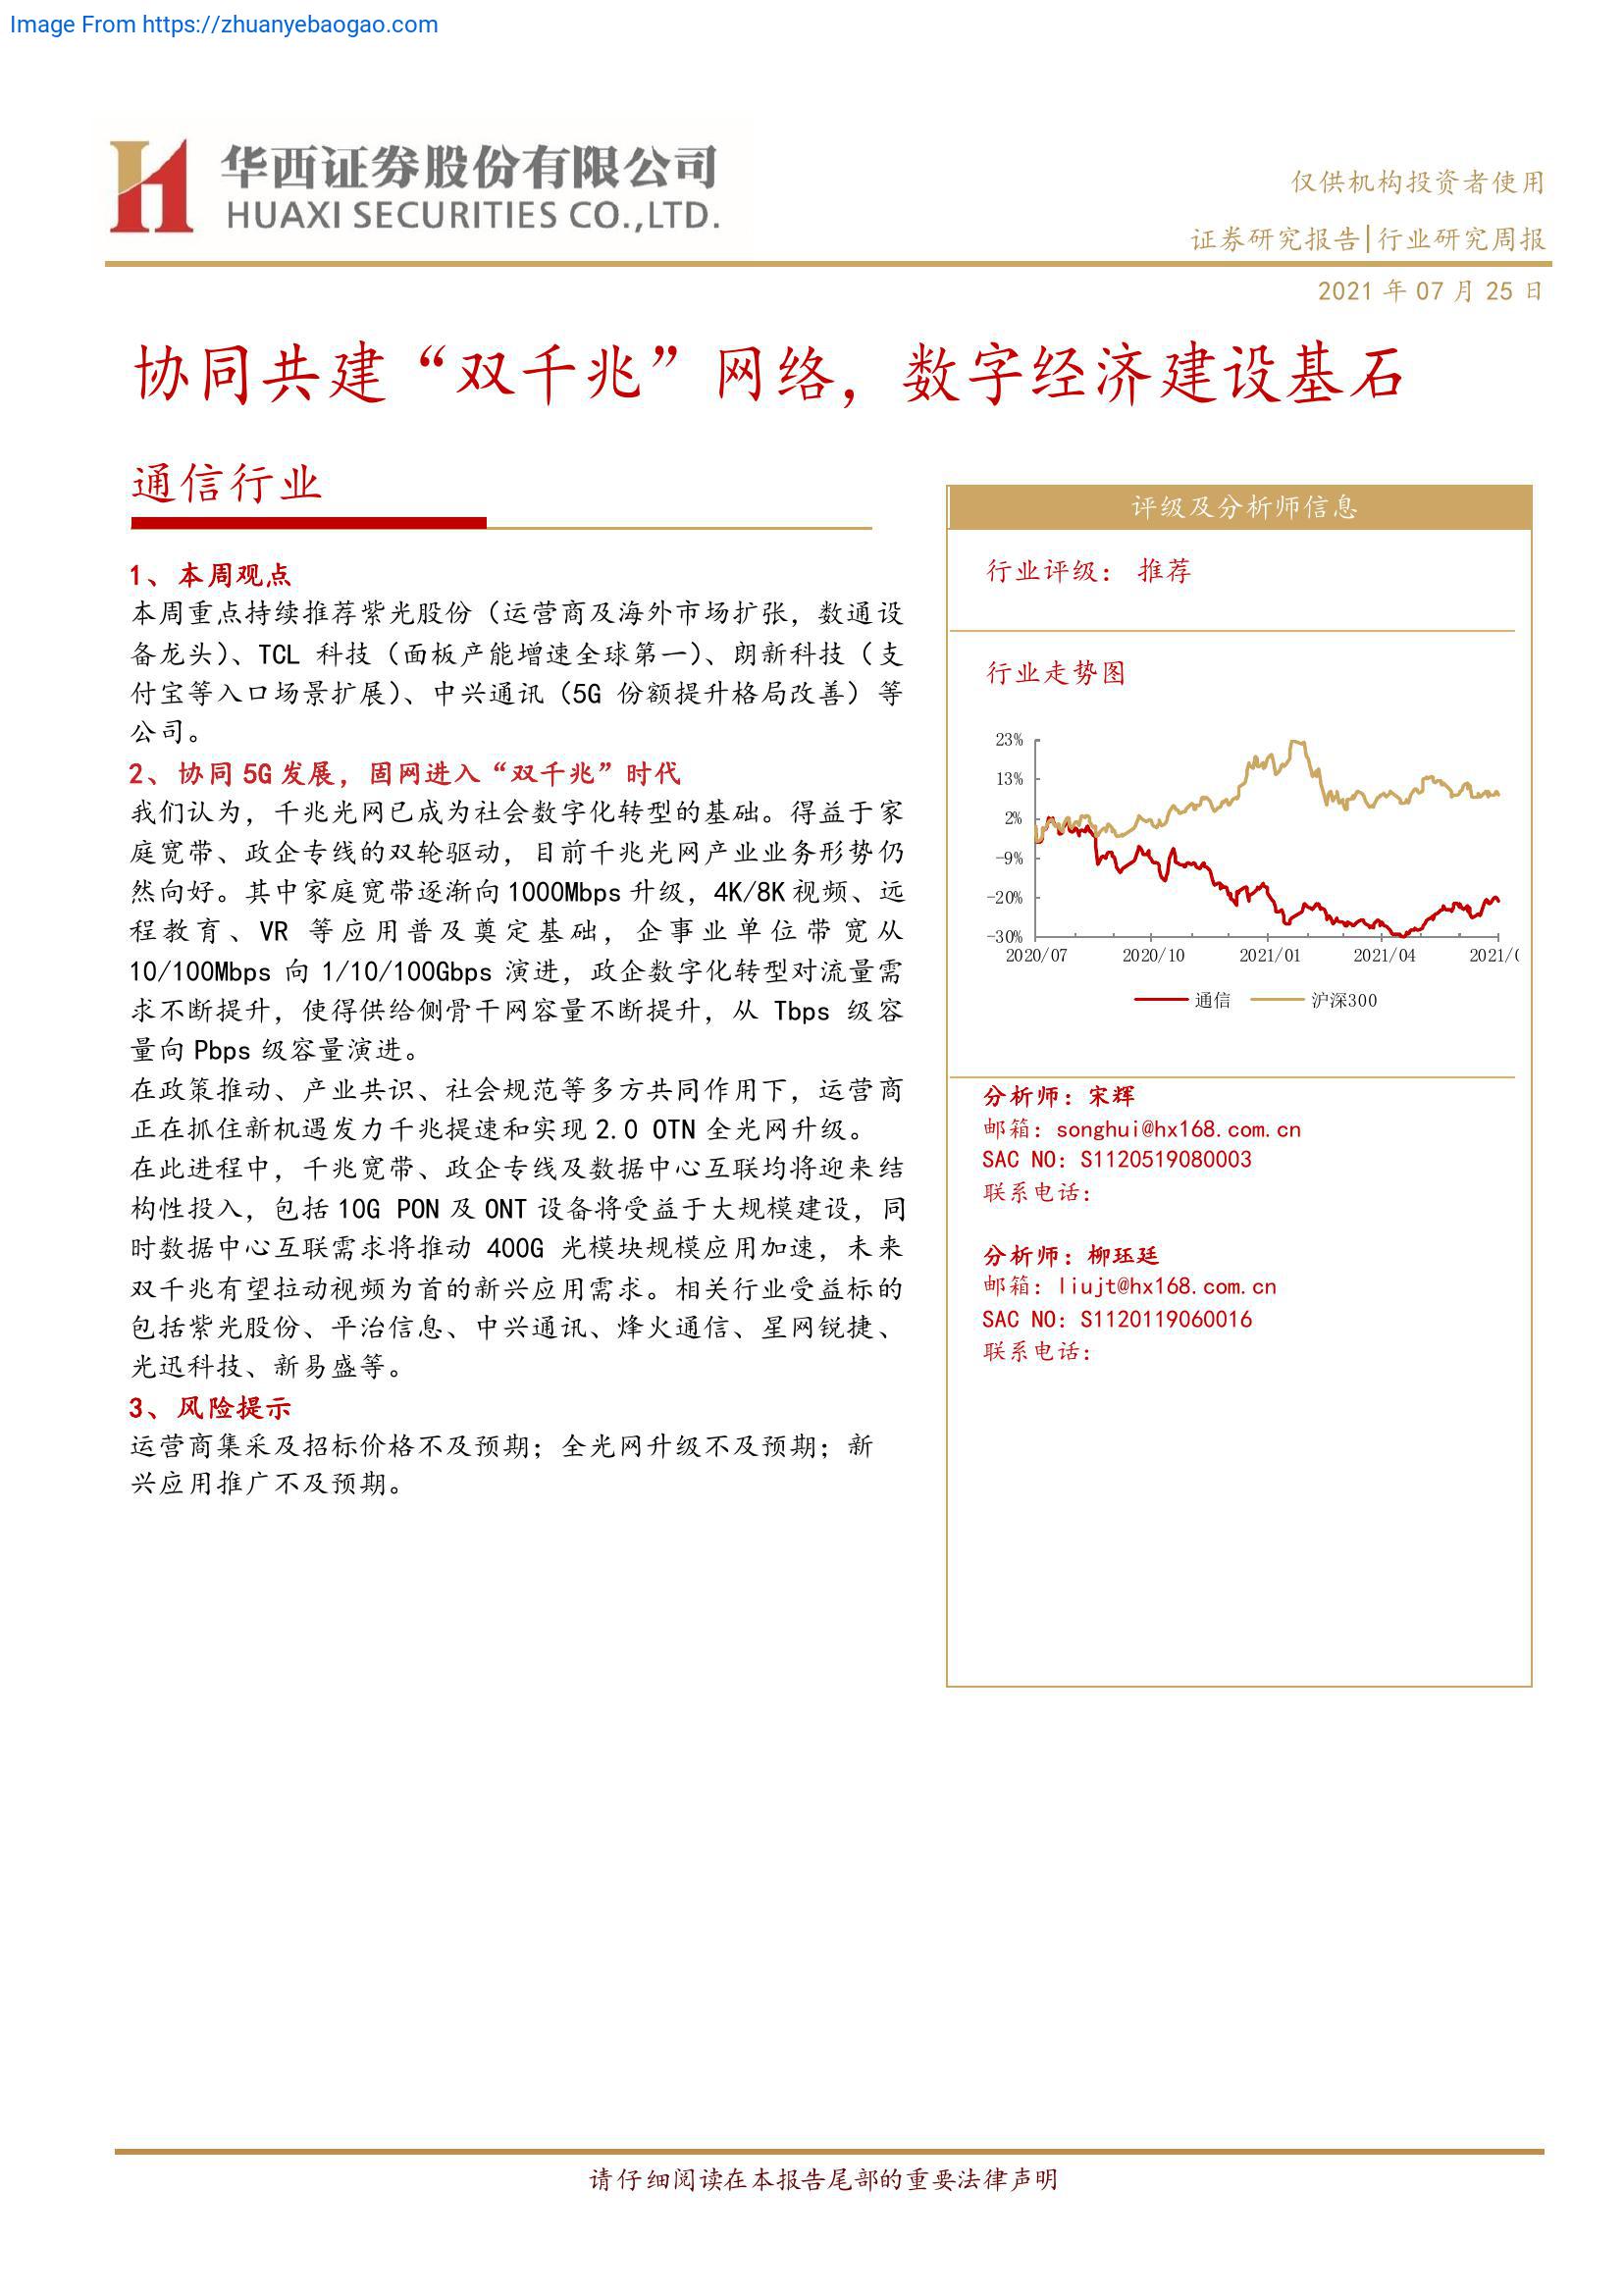 Image From https://zhuanyebaogao.com
华西证券股份有限公司
HUAXI SECURITIES CO.,LTD.
仅供机构投资者使用
证券研究报告|行业研究周报
2021 年 07 月 25 日
协同共建“双千兆”网络，数字经济建设基石
通信行业
1、本周观点
本周重点持续推荐紫光股份（运营商及海外市场扩张，数通设
备龙头）、TCL 科技（面板产能增速全球第一）、朗新科技（支
付宝等入口场景扩展）、中兴通讯（5G 份额提升格局改善）等
公司。
2、协同 5G 发展，固网进入“双千兆”时代
我们认为，千兆光网已成为社会数字化转型的基础。得益于家
庭宽带、政企专线的双轮驱动，目前千兆光网产业业务形势仍
然向好。其中家庭宽带逐渐向 1000Mbps 升级，4K/8K 视频、远
程教育、VR 等应用普及奠定基础，企事业单位带宽从
10/100Mbps 向 1/10/100Gbps 演进，政企数字化转型对流量需
求不断提升，使得供给侧骨干网容量不断提升，从 Tbps 级容
量向 Pbps 级容量演进。
在政策推动、产业共识、社会规范等多方共同作用下，运营商
正在抓住新机遇发力千兆提速和实现 2.0 OTN 全光网升级。
在此进程中，千兆宽带、政企专线及数据中心互联均将迎来结
构性投入，包括 10G PON 及 ONT 设备将受益于大规模建设，同
时数据中心互联需求将推动 400G 光模块规模应用加速，未来
双千兆有望拉动视频为首的新兴应用需求。相关行业受益标的
包括紫光股份、平治信息、中兴通讯、烽火通信、星网锐捷、
光迅科技、新易盛等。
3、风险提示
运营商集采及招标价格不及预期；全光网升级不及预期；新
兴应用推广不及预期。
评级及分析师信息
行业评级： 推荐
行业走势图
23%
13%
2%
-9%
-20%
-30%
2020/07 2020/10 2021/01 2021/04 2021/0
通信 沪深300
分析师：宋辉
邮箱：songhui@hx168.com.cn
SAC NO：S1120519080003
联系电话：
分析师：柳珏廷
邮箱：liujt@hx168.com.cn
SAC NO：S1120119060016
联系电话：
请仔细阅读在本报告尾部的重要法律声明